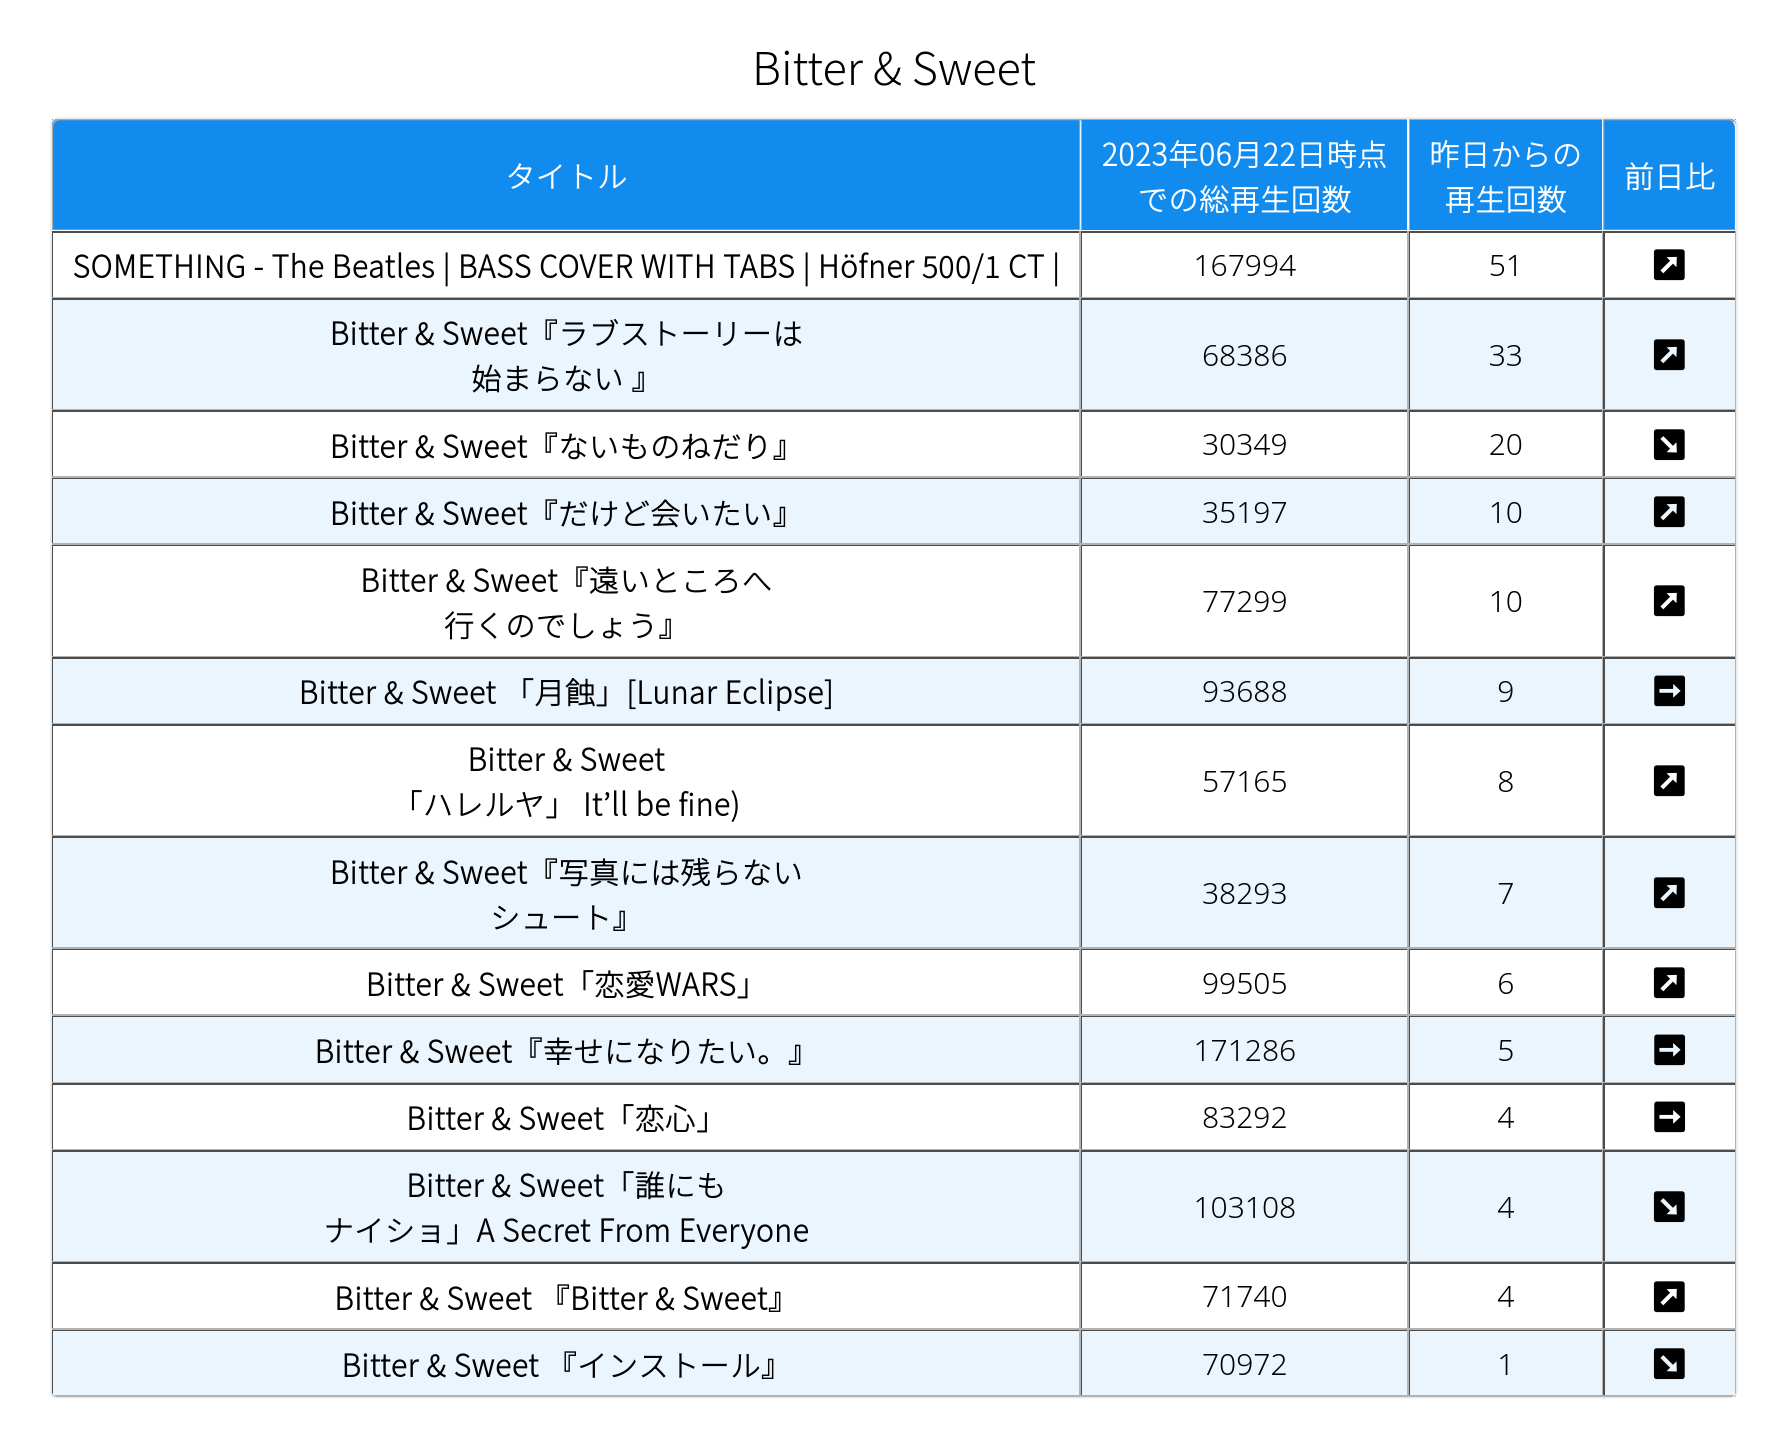 Bitter & Sweet
タイトル
2023年06月22日時点
での総再生回数
昨日からの
再生回数
前日比
SOMETHING - The Beatles | BASS COVER WITH TABS | Höfner 500/1 CT |
167994
51
Bitter & Sweet『ラブストーリーは
始まらない 』
68386
33
Bitter & Sweet『ないものねだり』
30349
20
Bitter & Sweet『だけど会いたい』
35197
10
Bitter & Sweet『遠いところへ
行くのでしょう』
77299
10
Bitter & Sweet 「月蝕」[Lunar Eclipse]
93688
9
Bitter & Sweet
「ハレルヤ」 It’ll be fine)
57165
8
Bitter & Sweet『写真には残らない
シュート』
38293
7
Bitter & Sweet「恋愛WARS」
99505
6
Bitter & Sweet『幸せになりたい。』
171286
5
Bitter & Sweet「恋心」
83292
4
Bitter & Sweet「誰にも
ナイショ」A Secret From Everyone
103108
4
Bitter & Sweet 『Bitter & Sweet』
71740
4
Bitter & Sweet 『インストール』
70972
1